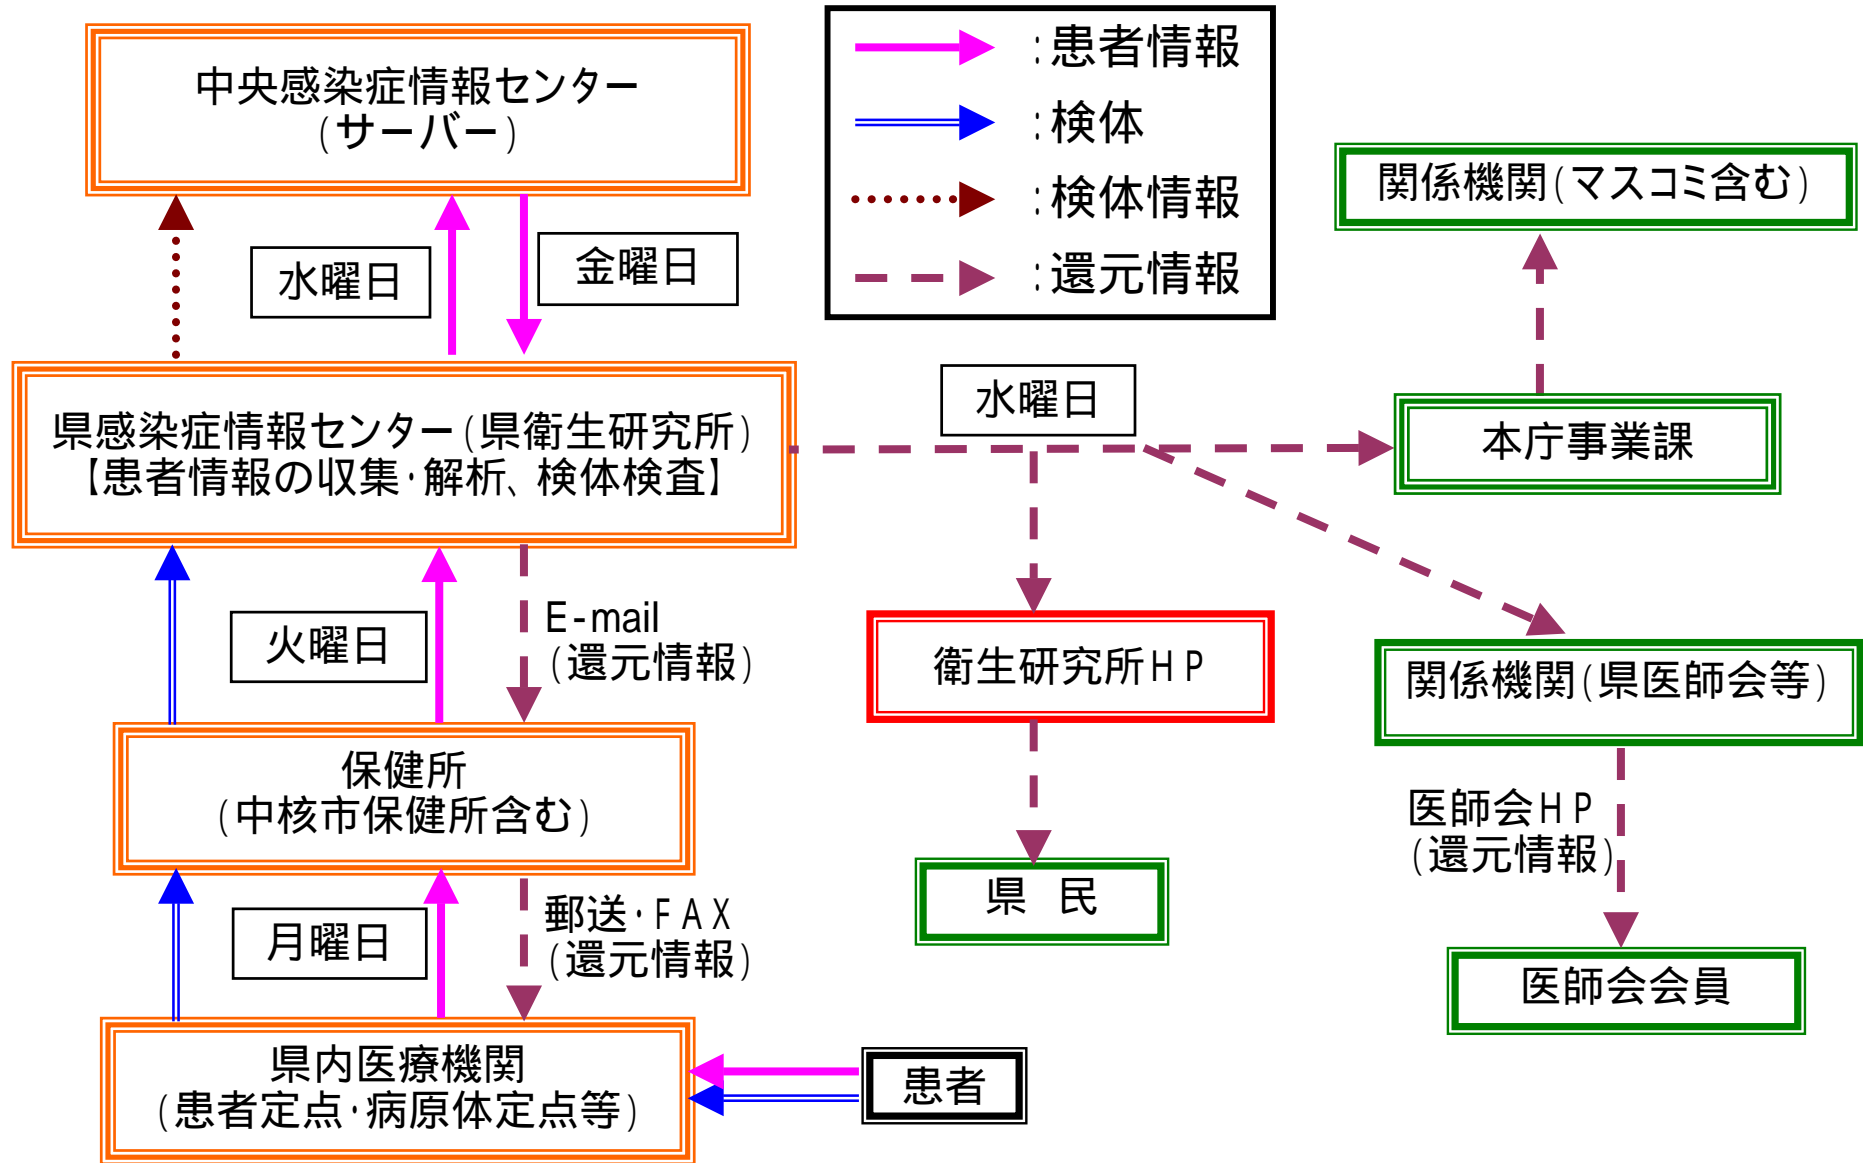 中央感染症情報センター
(サーバー)
:患者情報
:検体
:検体情報
:還元情報
関係機関(マスコミ含む)
水曜日
金曜日
水曜日
県感染症情報センター(県衛生研究所)
【患者情報の収集・解析、検体検査】
本庁事業課
火曜日
E-mail
(還元情報)
衛生研究所HP
関係機関(県医師会等)
保健所
(中核市保健所含む)
医師会HP
(還元情報)
県 民
月曜日
郵送・FAX
(還元情報)
医師会会員
県内医療機関
(患者定点・病原体定点等)
患者